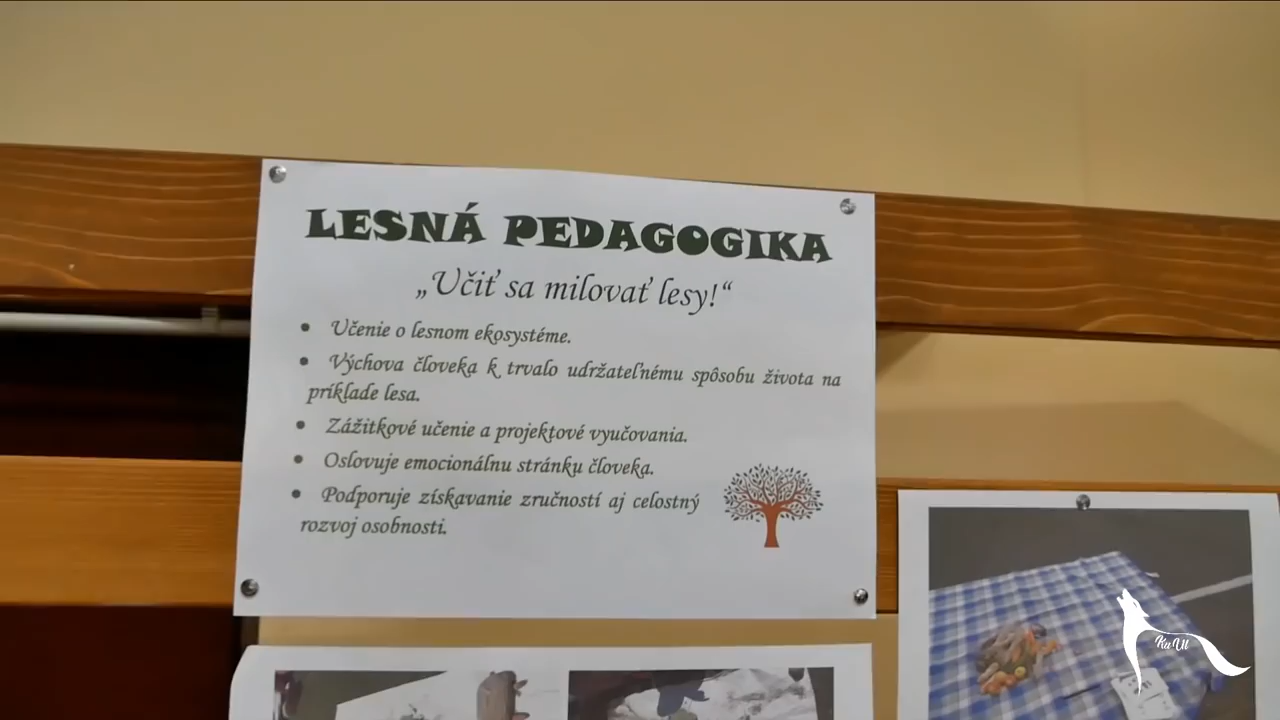 LESNÁ PEDAGOGIKA
„Učiť sa milovať lesy!“
• Učenie o lesnom ekosystéme.
• Výchova človeka k trvalo udržateľnému spôsobu života na
príklade lesa.
• Zážitkové učenie a projektové vyučovania.
• Oslovuje emocionálnu stránku človeka.
• Podporuje získavanie zručností aj celostný
rozvoj osobnosti.
KaUl